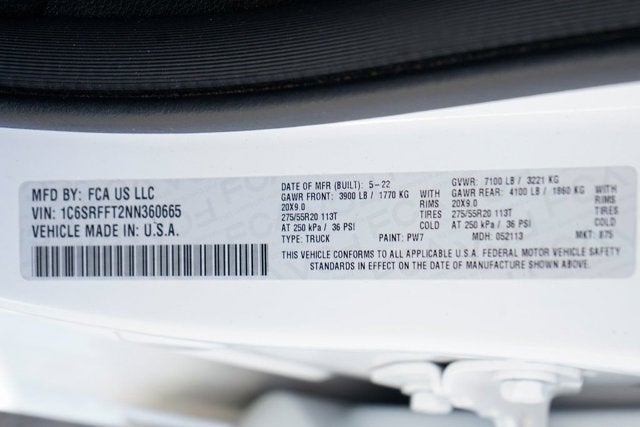 MFD BY: FCA US LLC
VIN: 1C6SRFFT2NN360665
VEHICLE MADE IN U.S.A.
DATE OF MFR (BUILT): 5-22 GVWR: 7100 LB / 3221 KG
GAWR FRONT: 3900 LB / 1770 KG WITH GAWR REAR: 4100 LB / 1860 KG WITH
20X9.0 RIMS 20X9.0 RIMS
275/55R20 113T TIRES 275/55R20 113T TIRES
AT 250 kPa / 36 PSI COLD AT 250 kPa / 36 PSI COLD
TYPE: TRUCK PAINT: PW7 MDH: 052113 MKT: 875
THIS VEHICLE CONFORMS TO ALL APPLICABLE U.S.A. FEDERAL MOTOR VEHICLE SAFETY
STANDARDS IN EFFECT ON THE DATE OF MANUFACTURE SHOWN ABOVE.